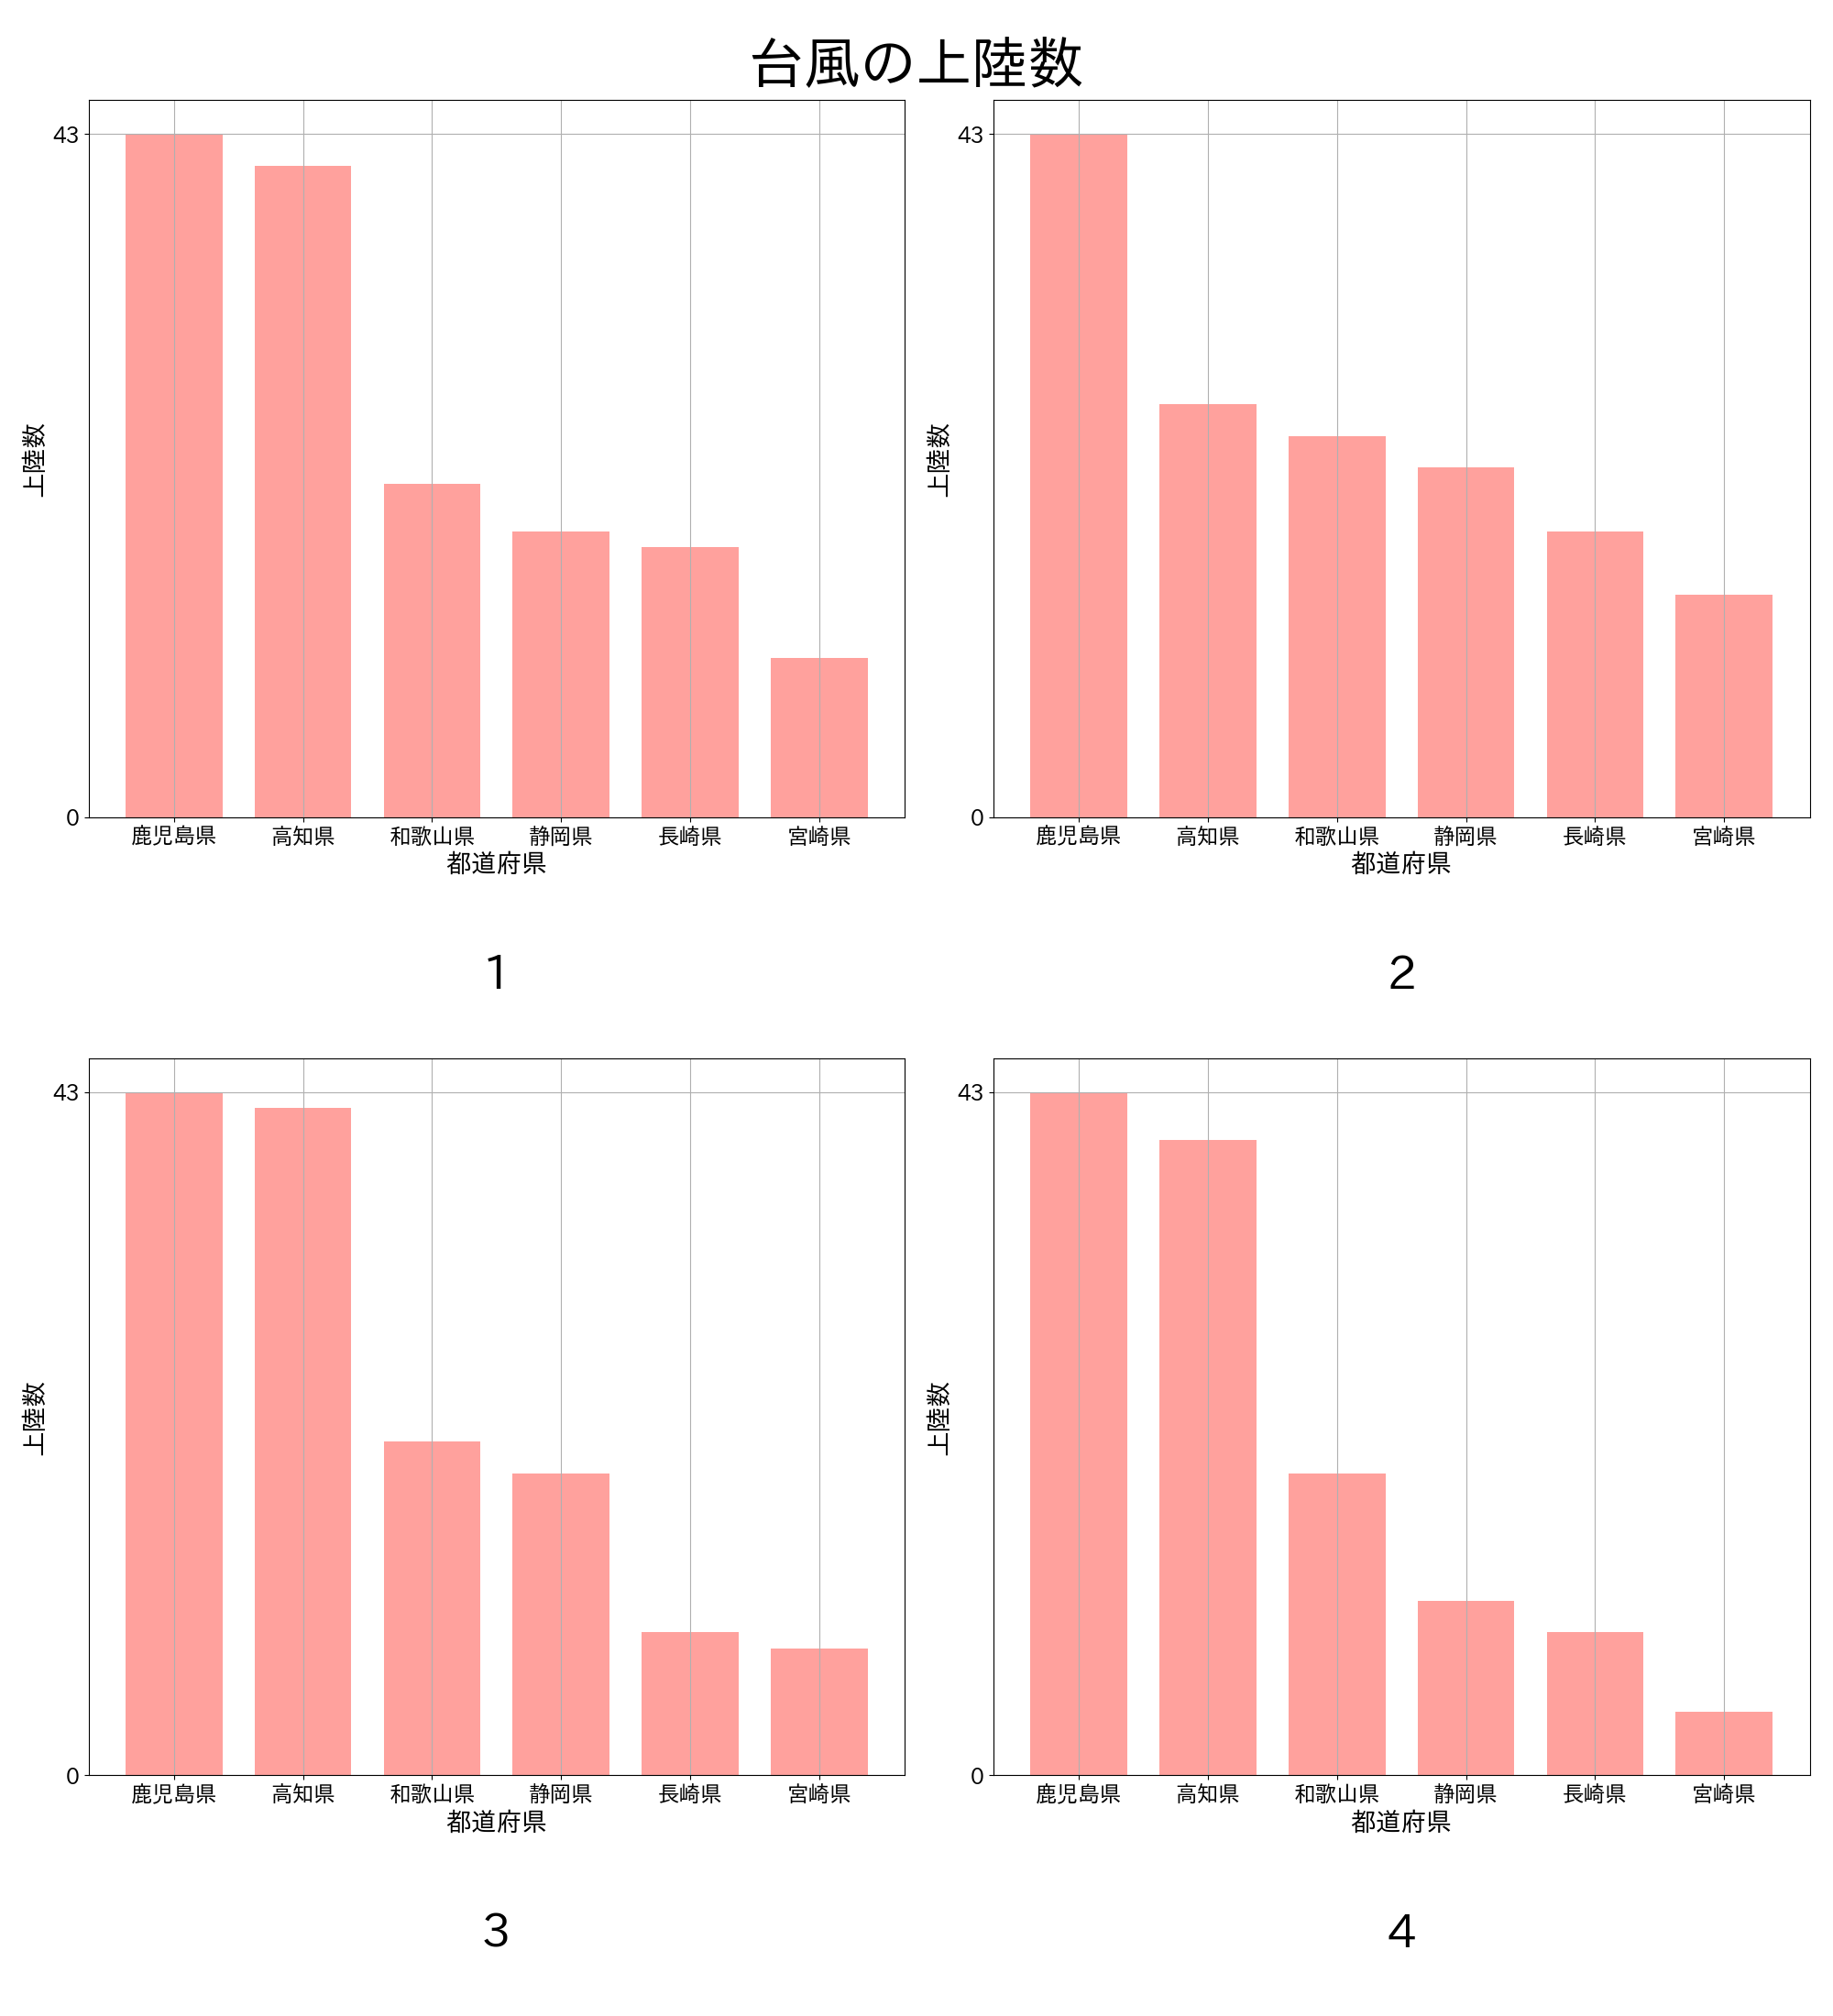 台風の上陸数
43
0
上陸数
鹿児島県 高知県 和歌山県 静岡県 長崎県 宮崎県
都道府県
1
43
0
上陸数
鹿児島県 高知県 和歌山県 静岡県 長崎県 宮崎県
都道府県
2
43
0
上陸数
鹿児島県 高知県 和歌山県 静岡県 長崎県 宮崎県
都道府県
3
43
0
上陸数
鹿児島県 高知県 和歌山県 静岡県 長崎県 宮崎県
都道府県
4